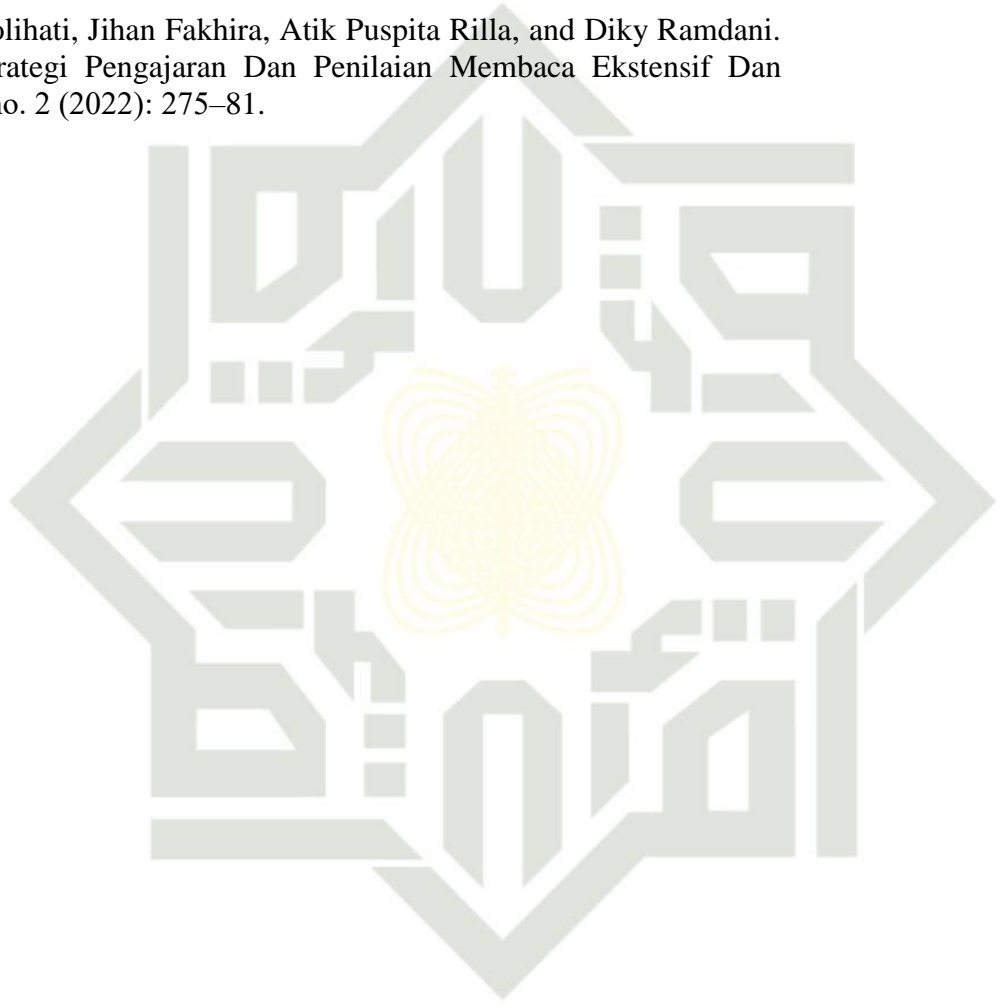 olihati, Jihan Fakhira, Atik Puspita Rilla, and Diky Ramdani.
rategi Pengajaran Dan Penilaian Membaca Ekstensif Dan
no. 2 (2022): 275–81.